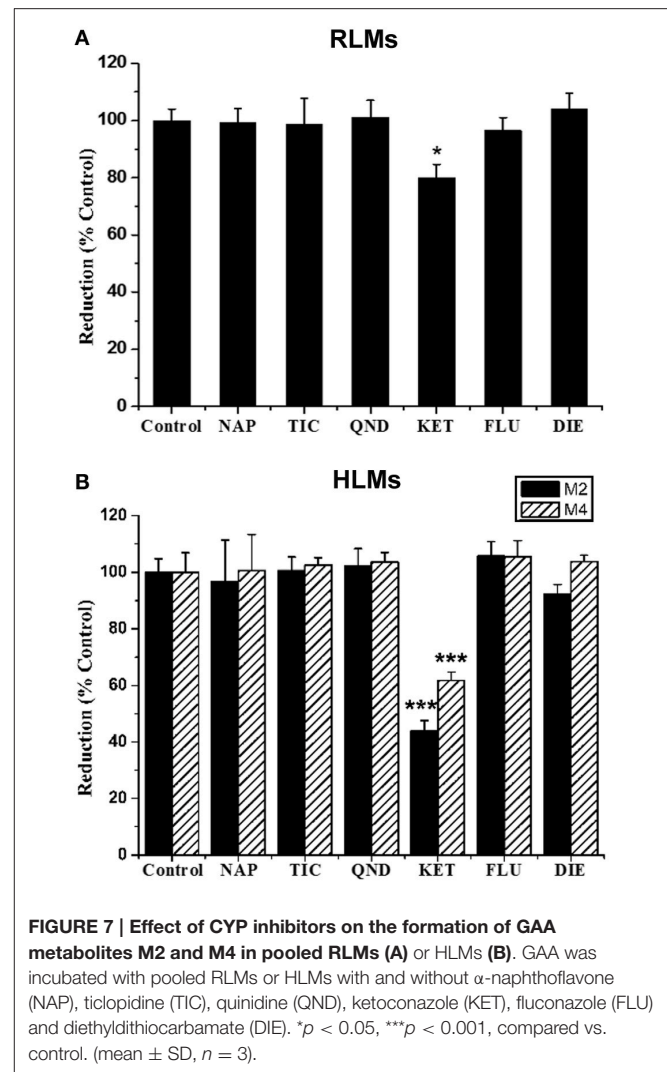 A RLMs
120
100
80
60
40
20
0
Reduction (% Control)
*
Control NAP TIC QND KET FLU DIE
B HLMs
M2
M4
120
100
80
60
40
20
0
Reduction (% Control)
***
***
Control NAP TIC QND KET FLU DIE
FIGURE 7 | Effect of CYP inhibitors on the formation of GAA
metabolites M2 and M4 in pooled RLMs (A) or HLMs (B). GAA was
incubated with pooled RLMs or HLMs with and without α-naphthoflavone
(NAP), ticlopidine (TIC), quinidine (QND), ketoconazole (KET), fluconazole (FLU)
and diethyldithiocarbamate (DIE). *p < 0.05, ***p < 0.001, compared vs.
control. (mean ± SD, n = 3).